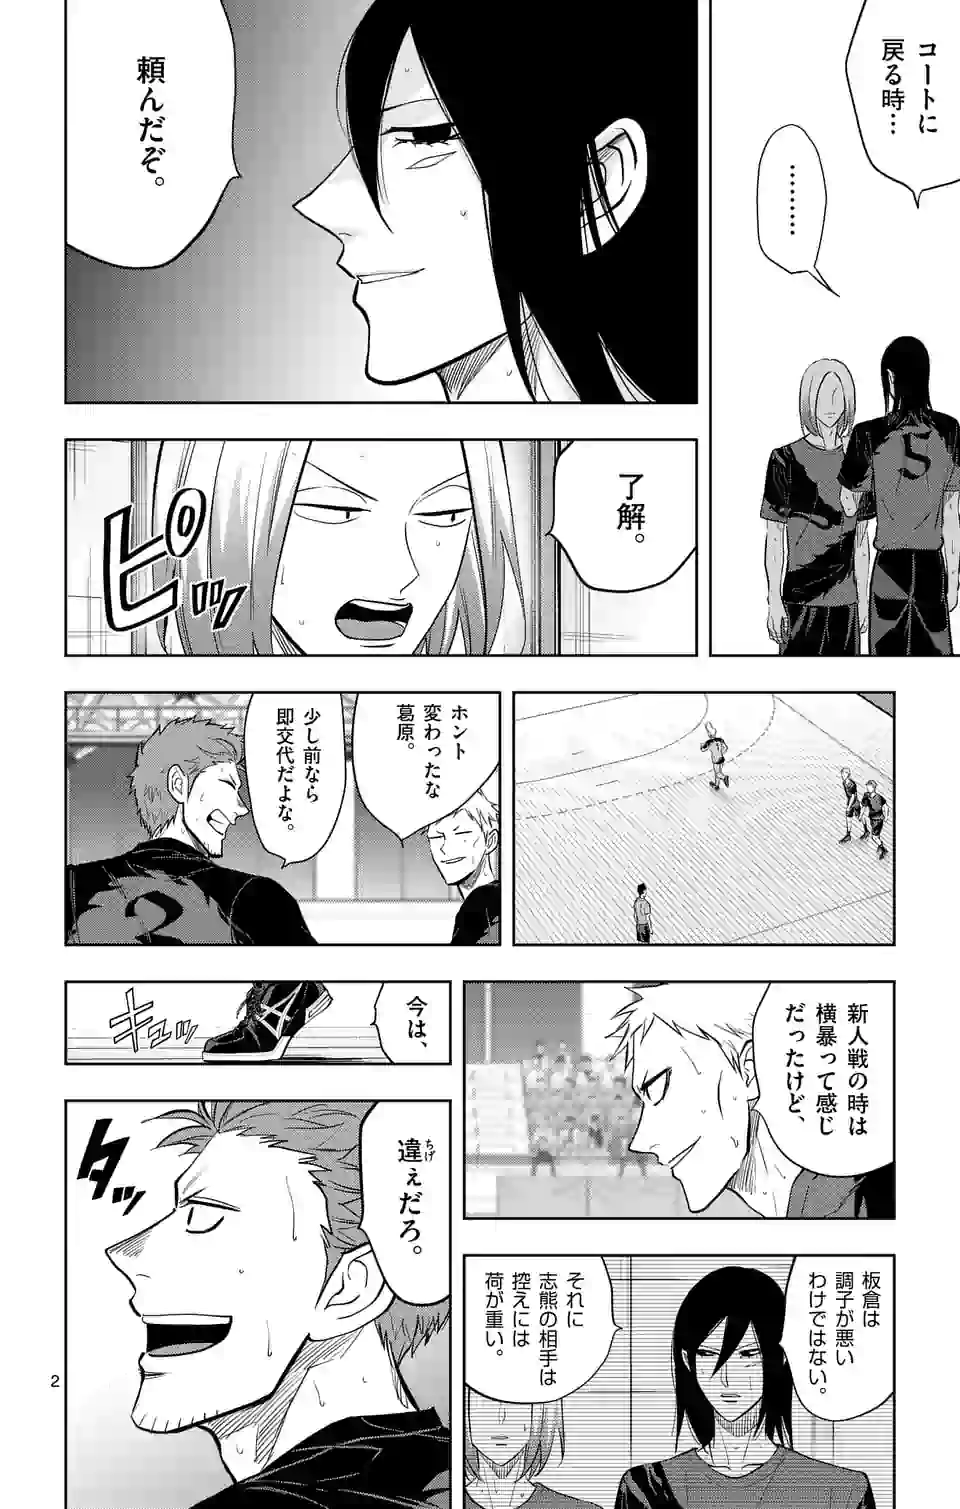 コートに
戻る時…
………
頼んだぞ。
了解。
ピッッ
ホント
変わったな
葛原。
少し前なら
即交代だよな。
新人戦の時は
横暴って感じ
だったけど、
今は、
キュッ
板倉は
調子が悪い
わけではない。
それに
志熊の相手は
控えには
荷が重い。
違ぇだろ。
ちげ
タッ
S
2